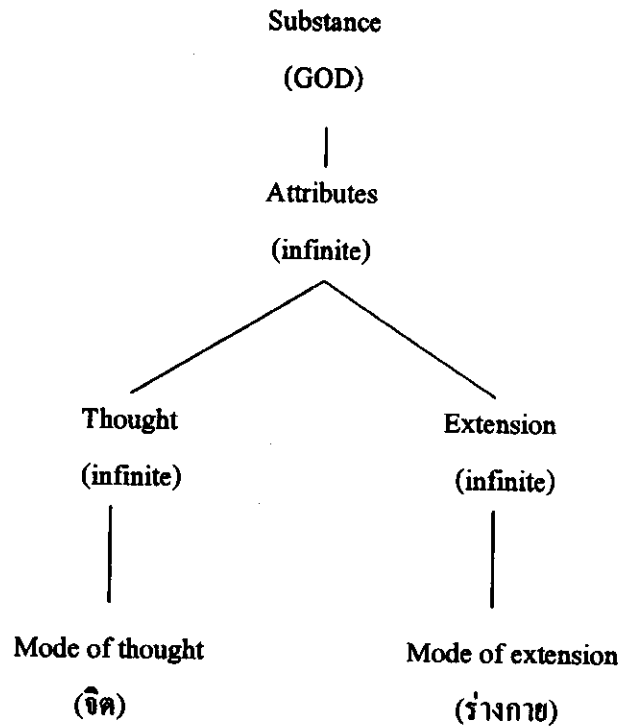 Substance
(GOD)
Attributes
(infinite)
Thought
(infinite)
Extension
(infinite)
Mode of thought
(จิต)
Mode of extension
(ร่างกาย)